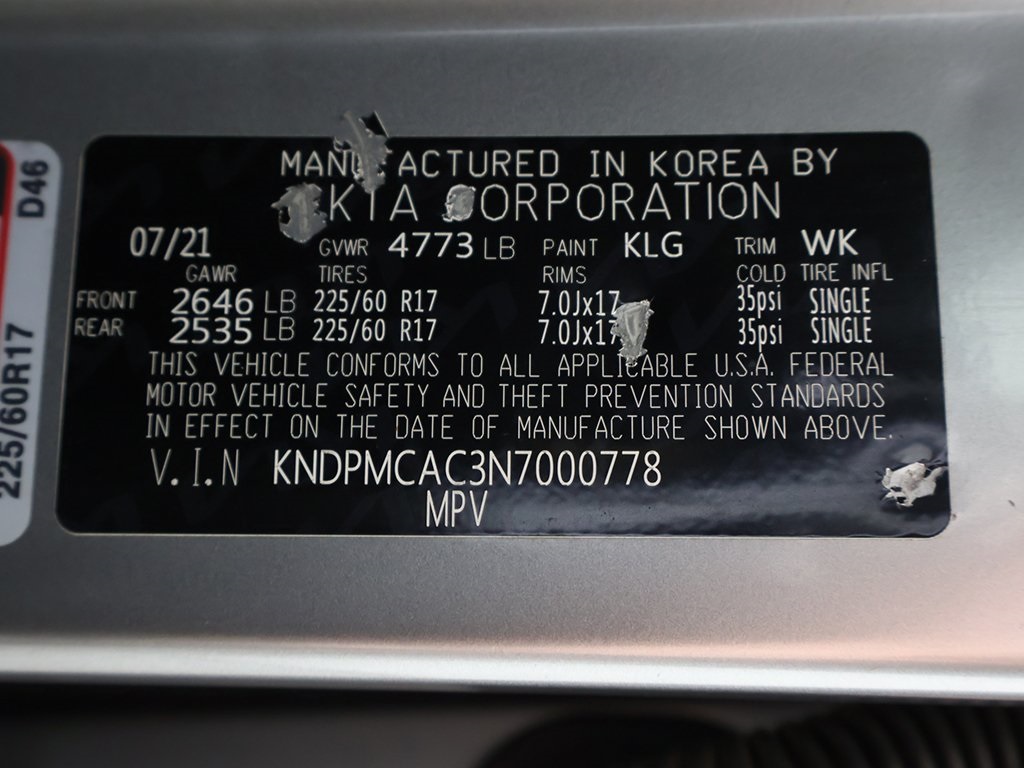 MANUFACTURED IN KOREA BY
KIA CORPORATION
07/21 GVWR 4773 LB PAINT KLG TRIM WK
GAWR TIRES RIMS COLD TIRE INFL
FRONT 2646 LB 225/60 R17 7.0Jx17 35psi SINGLE
REAR 2535 LB 225/60 R17 7.0Jx17 35psi SINGLE
THIS VEHICLE CONFORMS TO ALL APPLICABLE U.S.A. FEDERAL
MOTOR VEHICLE SAFETY AND THEFT PREVENTION STANDARDS
IN EFFECT ON THE DATE OF MANUFACTURE SHOWN ABOVE.
V.I.N KNDPMCAC3N7000778
MPV
225/60R17 D46